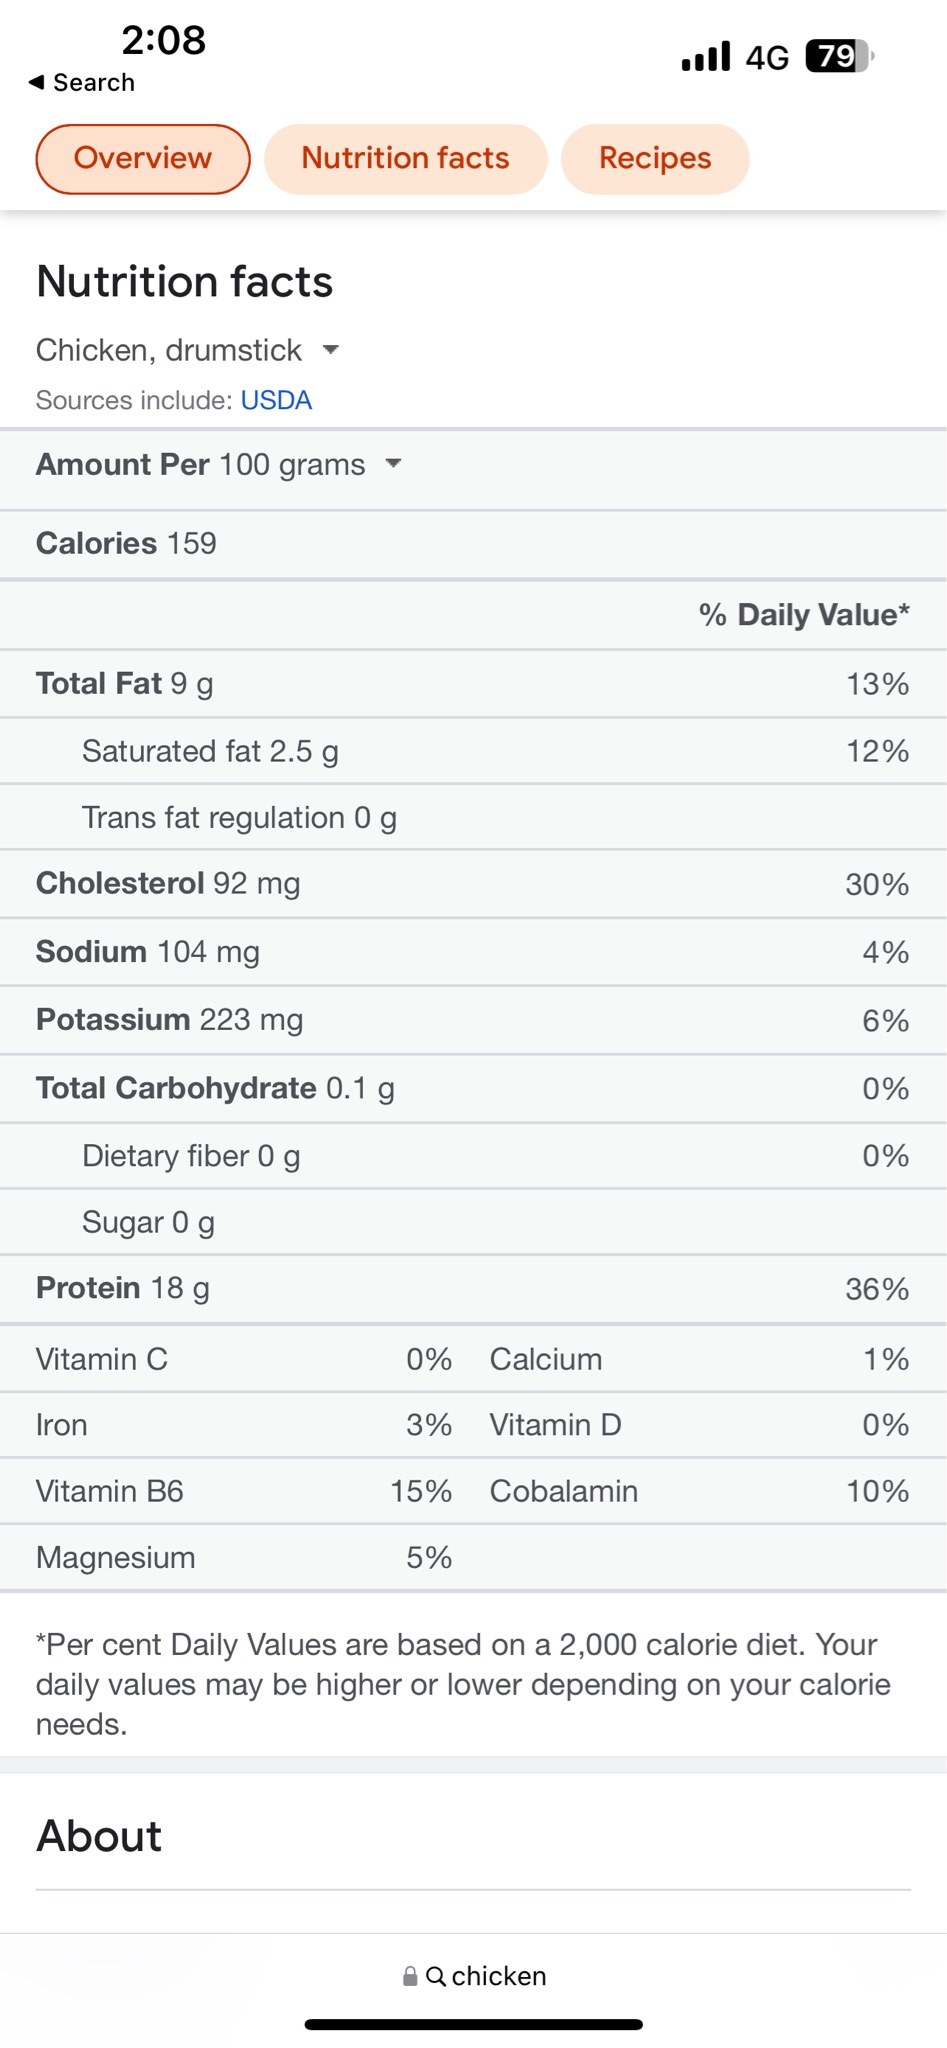 2:08
4G 79
◀ Search
Overview Nutrition facts Recipes
Nutrition facts
Chicken, drumstick
Sources include: USDA
Amount Per 100 grams
Calories 159
% Daily Value*
Total Fat 9 g 13%
Saturated fat 2.5 g 12%
Trans fat regulation 0 g
Cholesterol 92 mg 30%
Sodium 104 mg 4%
Potassium 223 mg 6%
Total Carbohydrate 0.1 g 0%
Dietary fiber 0 g 0%
Sugar 0 g
Protein 18 g 36%
Vitamin C 0% Calcium 1%
Iron 3% Vitamin D 0%
Vitamin B6 15% Cobalamin 10%
Magnesium 5%
*Per cent Daily Values are based on a 2,000 calorie diet. Your
daily values may be higher or lower depending on your calorie
needs.
About
chicken